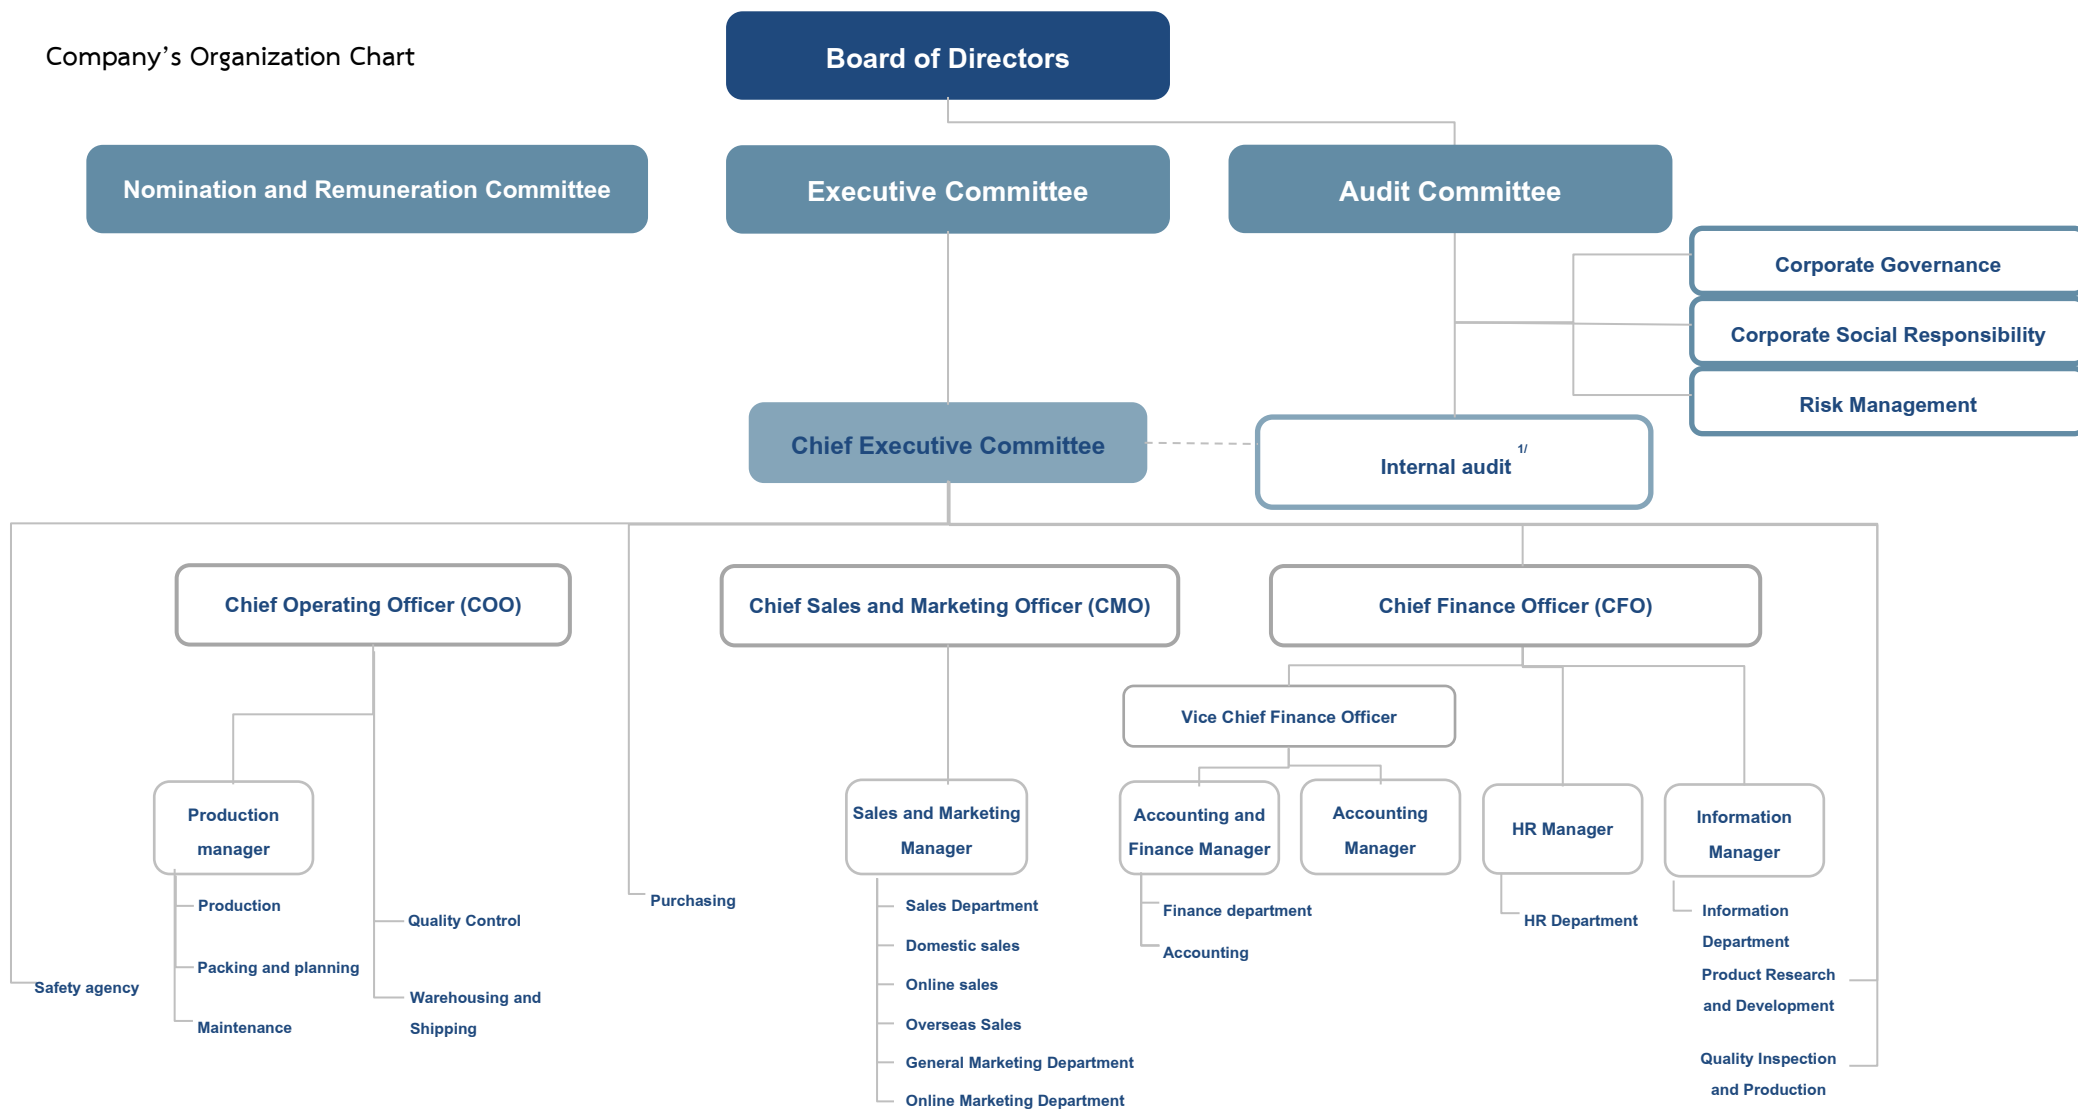 Company's Organization Chart
Board of Directors
Nomination and Remuneration Committee
Executive Committee
Audit Committee
Corporate Governance
Corporate Social Responsibility
Risk Management
Chief Executive Committee
Internal audit 1/
Chief Operating Officer (COO)
Chief Sales and Marketing Officer (CMO)
Chief Finance Officer (CFO)
Vice Chief Finance Officer
Production
manager
Sales and Marketing
Manager
Accounting and
Finance Manager
Accounting
Manager
HR Manager
Information
Manager
Safety agency
Production
Packing and planning
Maintenance
Quality Control
Warehousing and
Shipping
Purchasing
Sales Department
Domestic sales
Online sales
Overseas Sales
General Marketing Department
Online Marketing Department
Finance department
Accounting
HR Department
Information
Department
Product Research
and Development
Quality Inspection
and Production